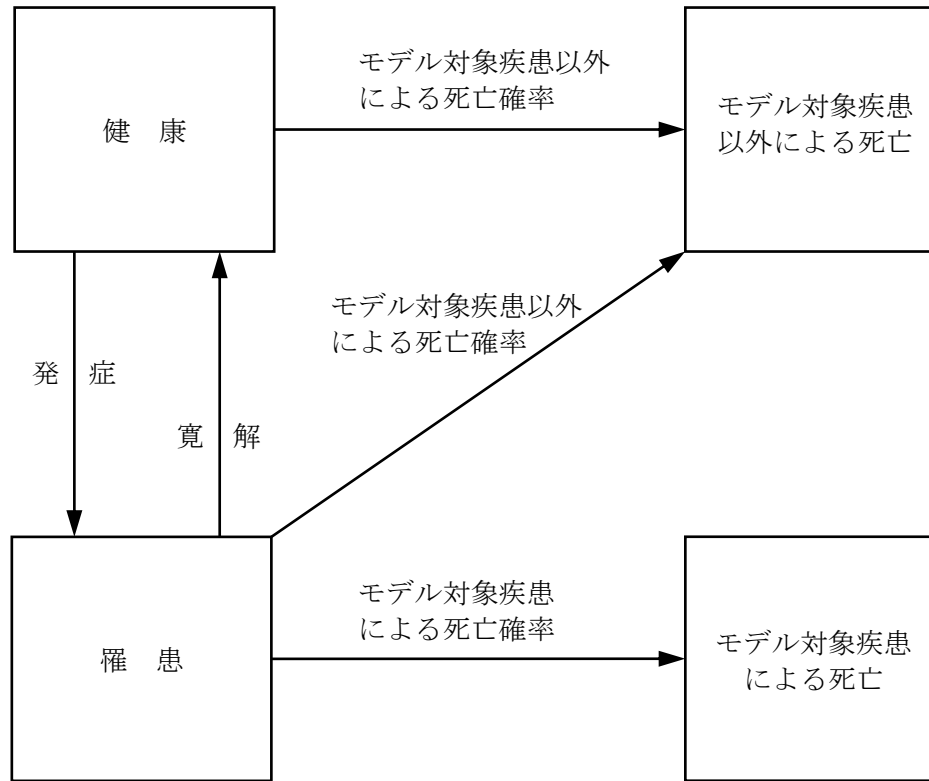 モデル対象疾患以外
による死亡確率
健　康
モデル対象疾患
以外による死亡
モデル対象疾患以外
による死亡確率
発　症
寛　解
モデル対象疾患
による死亡確率
罹　患
モデル対象疾患
による死亡